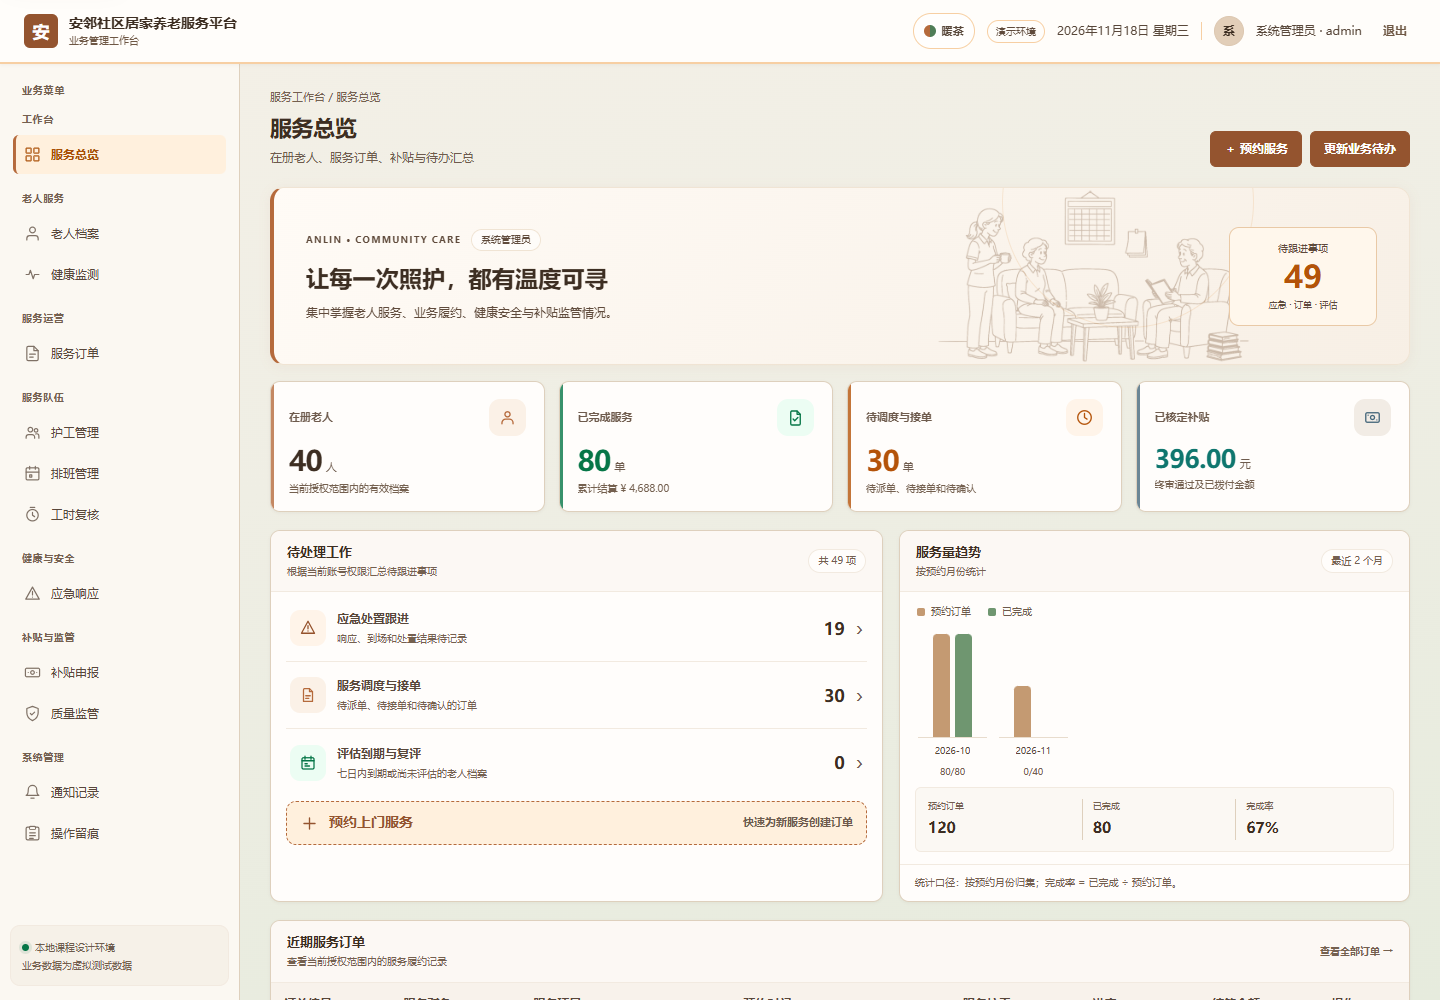 安
安邻社区居家养老服务平台
业务管理工作台
暖茶
演示环境
2026年11月18日 星期三
系
系统管理员 · admin
退出
业务菜单
工作台
服务总览
老人服务
老人档案
健康监测
服务运营
服务订单
服务队伍
护工管理
排班管理
工时复核
健康与安全
应急响应
补贴与监管
补贴申报
质量监管
系统管理
通知记录
操作留痕
本地课程设计环境
业务数据为虚拟测试数据
服务工作台 / 服务总览
服务总览
在册老人、服务订单、补贴与待办汇总
+ 预约服务
更新业务待办
ANLIN • COMMUNITY CARE
系统管理员
让每一次照护，都有温度可寻
集中掌握老人服务、业务履约、健康安全与补贴监管情况。
待跟进事项
49
应急 · 订单 · 评估
在册老人
40 人
当前授权范围内的有效档案
已完成服务
80 单
累计结算 ¥ 4,688.00
待调度与接单
30 单
待派单、待接单和待确认
已核定补贴
396.00 元
终审通过及已拨付金额
待处理工作
根据当前账号权限汇总待跟进事项
共 49 项
应急处置跟进
响应、到场和处置结果待记录
19 ›
服务调度与接单
待派单、待接单和待确认的订单
30 ›
评估到期与复评
七日内到期或尚未评估的老人档案
0 ›
预约上门服务
快速为新服务创建订单
服务量趋势
按预约月份统计
最近 2 个月
预约订单
已完成
2026-10
2026-11
80/80
0/40
预约订单
120
已完成
80
完成率
67%
统计口径：按预约月份归集；完成率 = 已完成 ÷ 预约订单。
近期服务订单
查看当前授权范围内的服务履约记录
查看全部订单 →